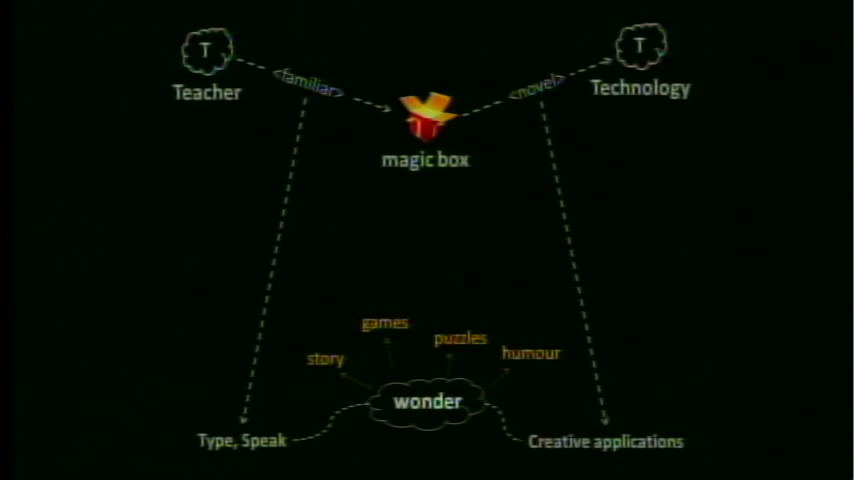 T
T
Teacher
<familiar>
<novel>
Technology
magic box
games
story
puzzles
humour
wonder
Type, Speak
Creative applications